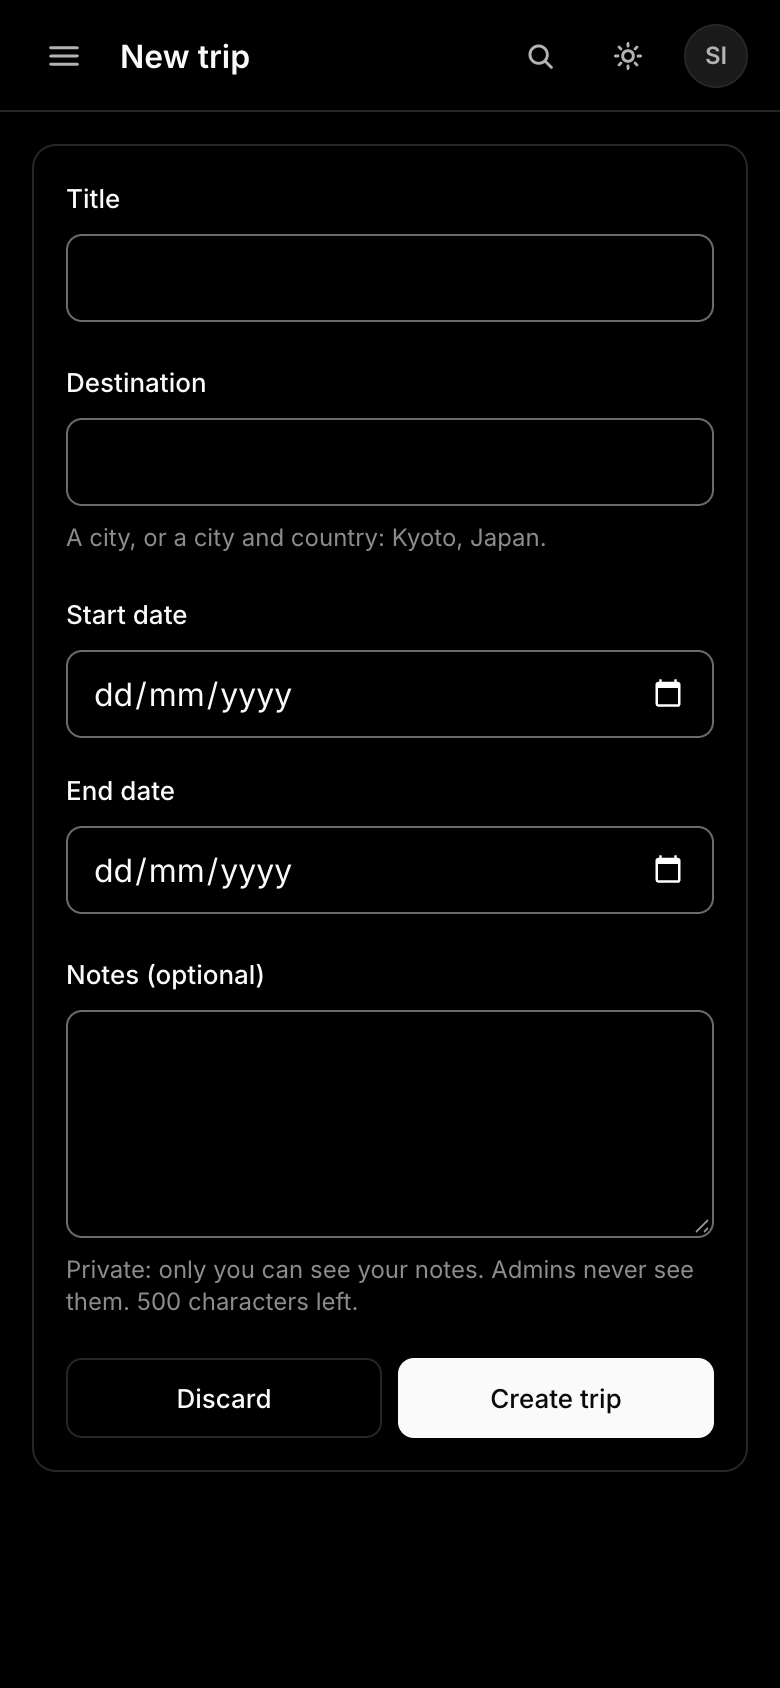 New trip
SI
Title
Destination
A city, or a city and country: Kyoto, Japan.
Start date
dd/mm/yyyy
End date
dd/mm/yyyy
Notes (optional)
Private: only you can see your notes. Admins never see
them. 500 characters left.
Discard
Create trip